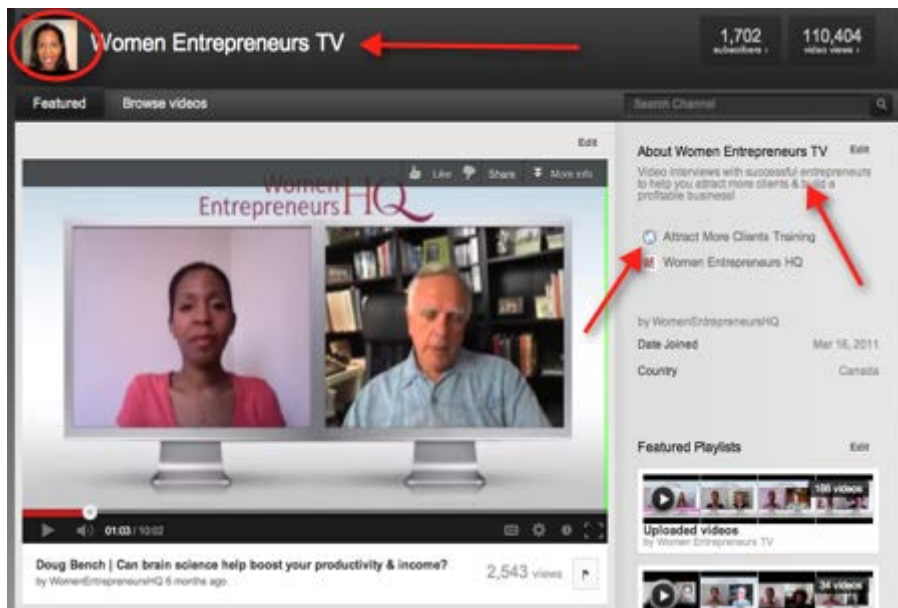 Women Entrepreneurs TV
1,702
subscribers ›
110,404
video views ›
Featured
Browse videos
Search Channel
Edit
Like
Share
More info
Women
Entrepreneurs HQ
01:03 / 10:02
Doug Bench | Can brain science help boost your productivity & income?
by WomenEntrepreneursHQ 6 months ago
2,543 views
About Women Entrepreneurs TV
Edit
Video interviews with successful entrepreneurs
to help you attract more clients & build a
profitable business!
Attract More Clients Training
Women Entrepreneurs HQ
by WomenEntrepreneursHQ
Date Joined
Mar 16, 2011
Country
Canada
Featured Playlists
Edit
166 videos
Uploaded videos
by Women Entrepreneurs TV
34 videos